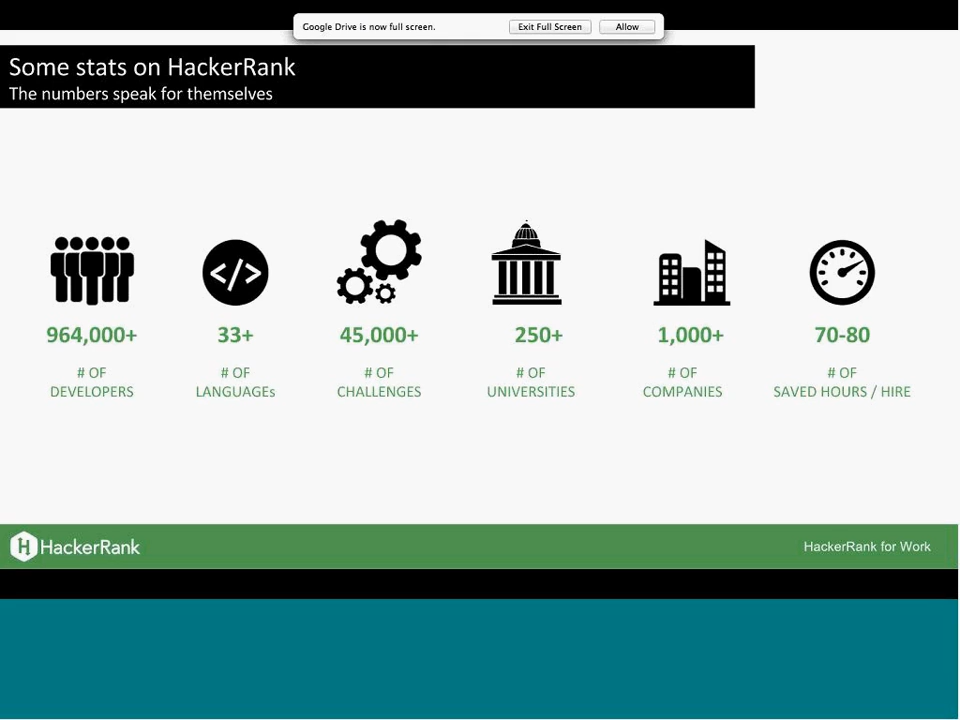 Google Drive is now full screen. Exit Full Screen Allow
Some stats on HackerRank
The numbers speak for themselves
</>
964,000+ 33+ 45,000+ 250+ 1,000+ 70-80
# OF # OF # OF # OF # OF # OF
DEVELOPERS LANGUAGEs CHALLENGES UNIVERSITIES COMPANIES SAVED HOURS / HIRE
H HackerRank HackerRank for Work